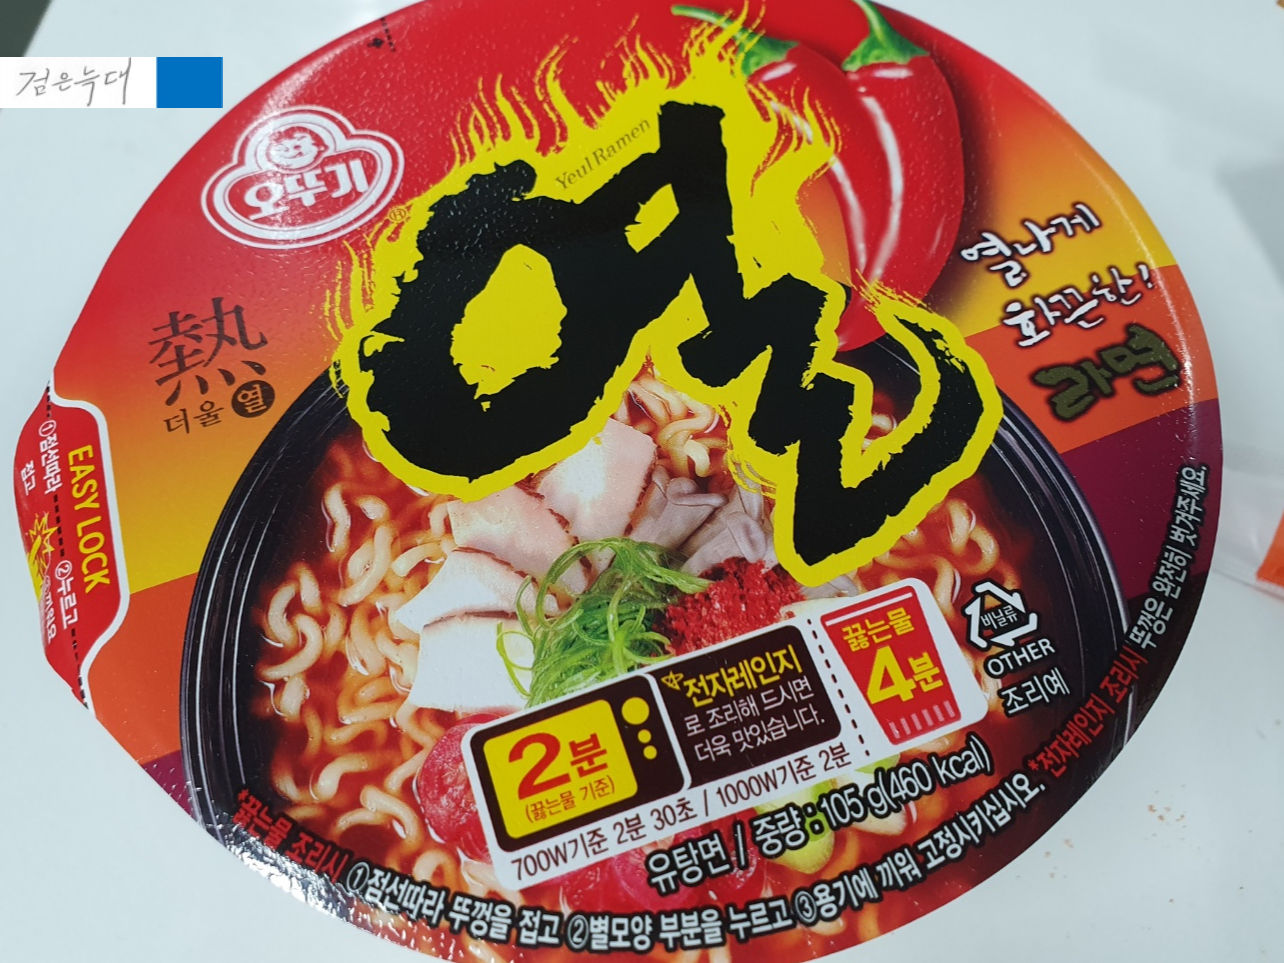 검은늑대
오뚜기
Yeul Ramen
열
열나게
화끈한!
라면
熱
더울 열
EASY LOCK
①점선따라
접고
②누르고
전자레인지
로 조리해 드시면
더욱 맛있습니다.
끓는물
4분
2분
(끓는물 기준)
700W기준 2분 30초 / 1000W기준 2분
비닐류
OTHER
조리예
유탕면 / 중량 : 105 g(460 kcal)
*끓는물 조리시 ①점선따라 뚜껑을 접고 ②별모양 부분을 누르고 ③용기에 끼워 고정시키십시오. *전자레인지 조리시 뚜껑은 완전히 벗겨주세요.